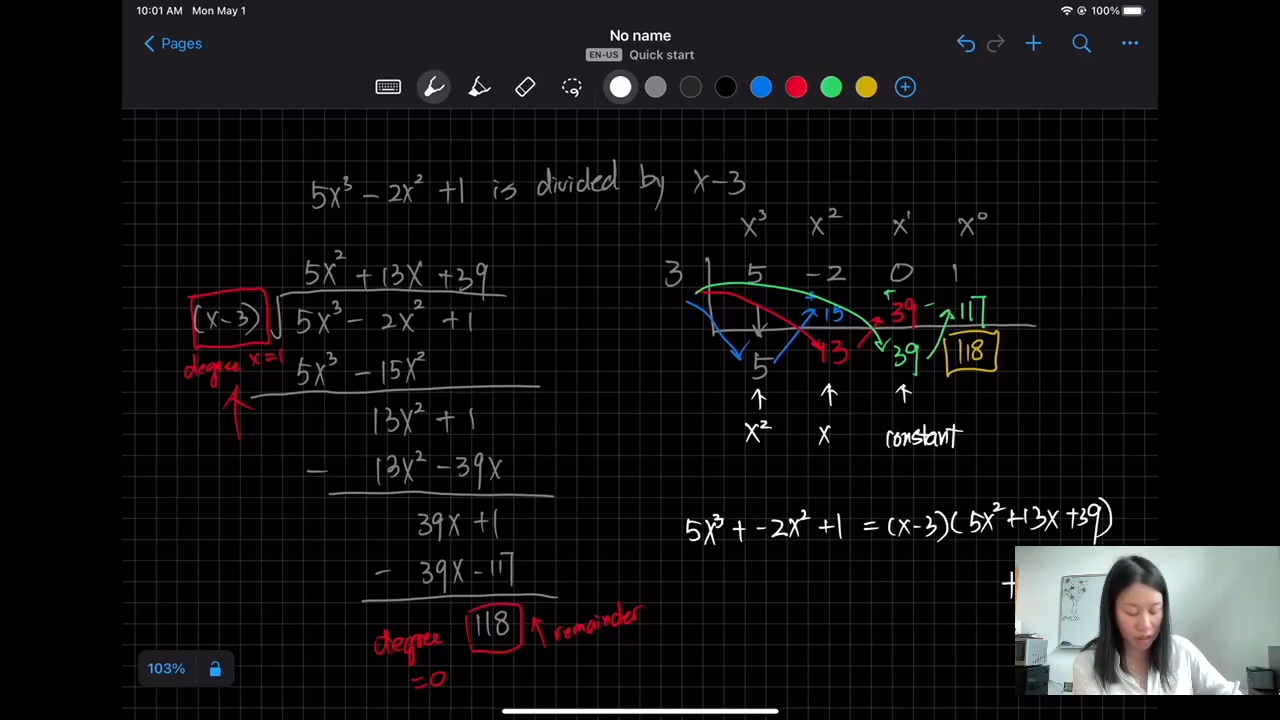 10:01 AM Mon May 1
100%
Pages
No name
EN-US Quick start
5x³ - 2x² + 1 is divided by x-3
x³ x² x¹ x⁰
3 5 -2 0 1
15 39 117
5 13 39 118
x² x constant
5x² + 13x + 39
(x-3) 5x³ - 2x² + 1
degree x=1
5x³ - 15x²
13x² + 1
- 13x² - 39x
39x + 1
- 39x - 117
118 remainder
degree
=0
5x³ + -2x² + 1 = (x-3)(5x² + 13x + 39)
+
103%